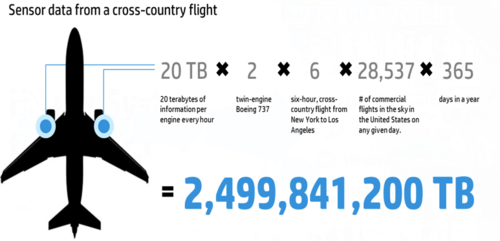 Sensor data from a cross-country flight
20 TB × 2 × 6 × 28,537 × 365
20 terabytes of
information per
engine every hour
twin-engine
Boeing 737
six-hour, cross-
country flight from
New York to Los
Angeles
# of commercial
flights in the sky in
the United States on
any given day.
days in a year
= 2,499,841,200 TB